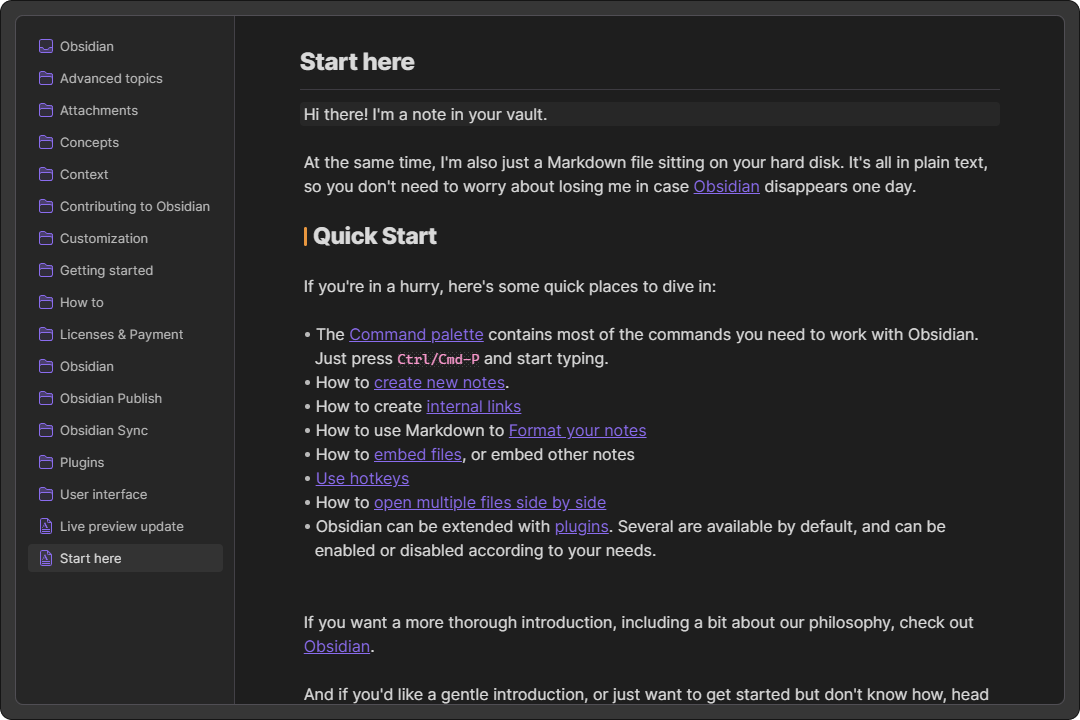 Obsidian
Advanced topics
Attachments
Concepts
Context
Contributing to Obsidian
Customization
Getting started
How to
Licenses & Payment
Obsidian
Obsidian Publish
Obsidian Sync
Plugins
User interface
Live preview update
Start here
Start here
Hi there! I'm a note in your vault.
At the same time, I'm also just a Markdown file sitting on your hard disk. It's all in plain text,
so you don't need to worry about losing me in case Obsidian disappears one day.
Quick Start
If you're in a hurry, here's some quick places to dive in:
• The Command palette contains most of the commands you need to work with Obsidian.
Just press Ctrl/Cmd-P and start typing.
• How to create new notes.
• How to create internal links
• How to use Markdown to Format your notes
• How to embed files, or embed other notes
• Use hotkeys
• How to open multiple files side by side
• Obsidian can be extended with plugins. Several are available by default, and can be
enabled or disabled according to your needs.
If you want a more thorough introduction, including a bit about our philosophy, check out
Obsidian.
And if you'd like a gentle introduction, or just want to get started but don't know how, head